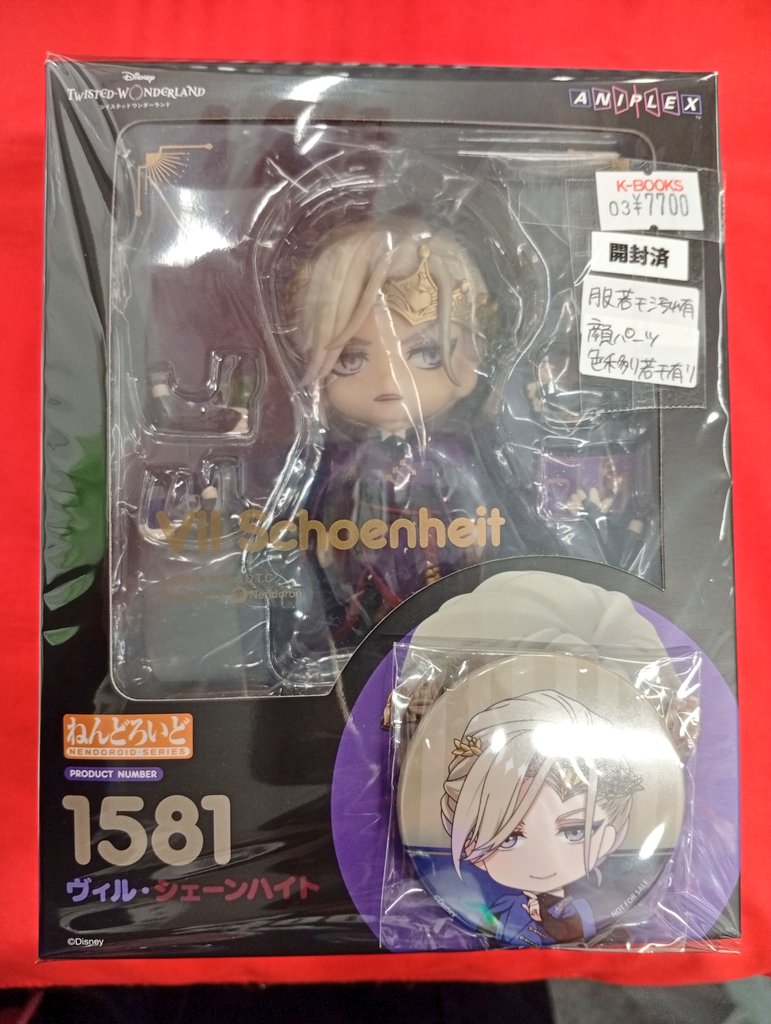 Disney
TWISTED-WONDERLAND
ツイステッドワンダーランド
ANIPLEX
K-BOOKS
03¥7700
開封済
服若干汚れ有
顔パーツ
色移り若干有り
Vil Schoenheit
D.T.C
Nendoron
ねんどろいど
NENDOROID-SERIES
PRODUCT NUMBER
1581
ヴィル・シェーンハイト
©Disney
©Disney
NOT FOR SALE